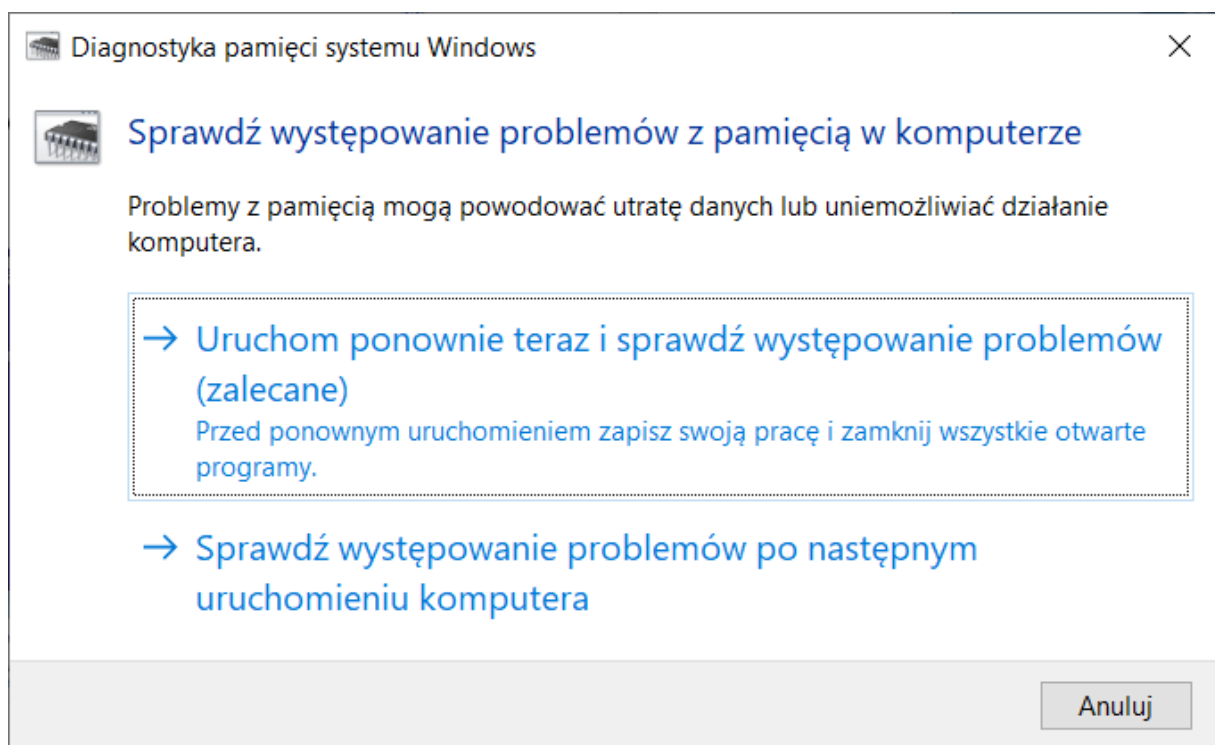 Diagnostyka pamięci systemu Windows
Sprawdź występowanie problemów z pamięcią w komputerze
Problemy z pamięcią mogą powodować utratę danych lub uniemożliwiać działanie
komputera.
Uruchom ponownie teraz i sprawdź występowanie problemów
(zalecane)
Przed ponownym uruchomieniem zapisz swoją pracę i zamknij wszystkie otwarte
programy.
Sprawdź występowanie problemów po następnym
uruchomieniu komputera
Anuluj